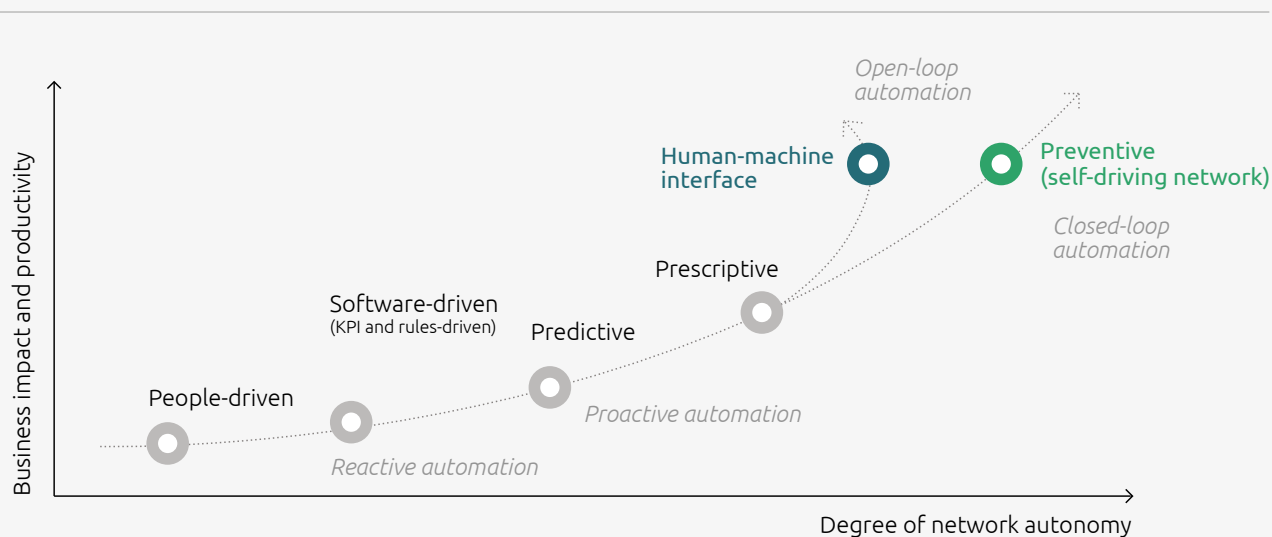 Open-loop
automation
Human-machine
interface
Preventive
(self-driving network)
Closed-loop
automation
Prescriptive
Software-driven
(KPI and rules-driven)
Predictive
People-driven
Proactive automation
Reactive automation
Business impact and productivity
Degree of network autonomy